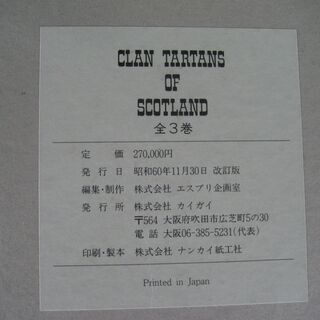 CLAN TARTANS
OF
SCOTLAND
全3巻
定　　価　270,000円
発 行 日　昭和60年11月30日 改訂版
編集・制作　株式会社 エスプリ企画室
発 行 所　株式会社 カイガイ
〒564 大阪府吹田市広芝町5の30
電 話 大阪06-385-5231(代表)
印刷・製本　株式会社 ナンカイ紙工社
Printed in Japan